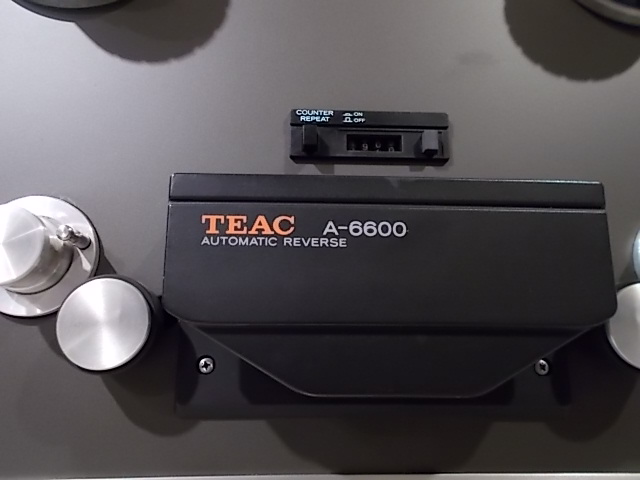 COUNTER ON
REPEAT OFF
TEAC A-6600
AUTOMATIC REVERSE